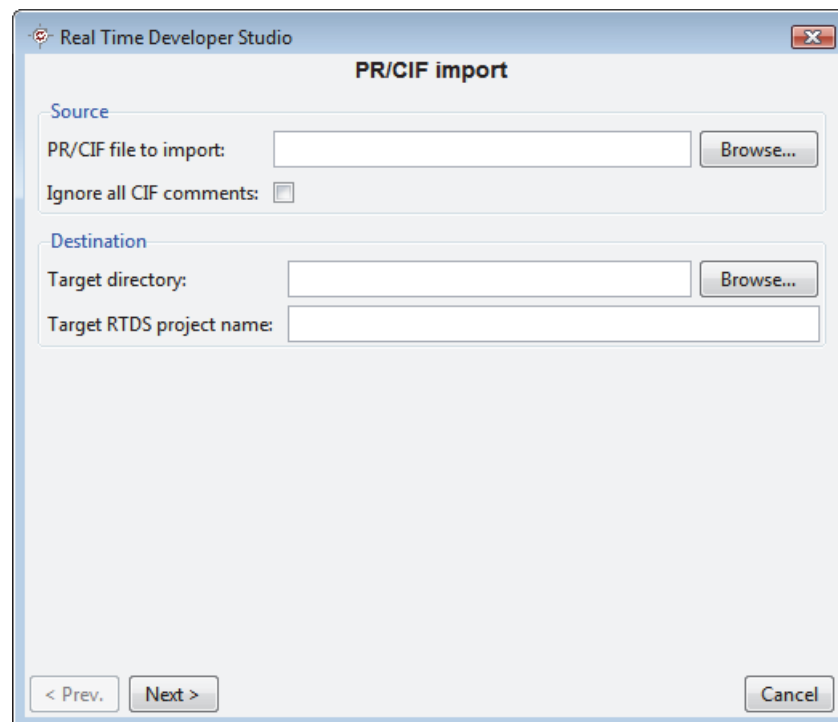 Real Time Developer Studio
PR/CIF import
Source
PR/CIF file to import: Browse...
Ignore all CIF comments:
Destination
Target directory: Browse...
Target RTDS project name:
< Prev. Next > Cancel